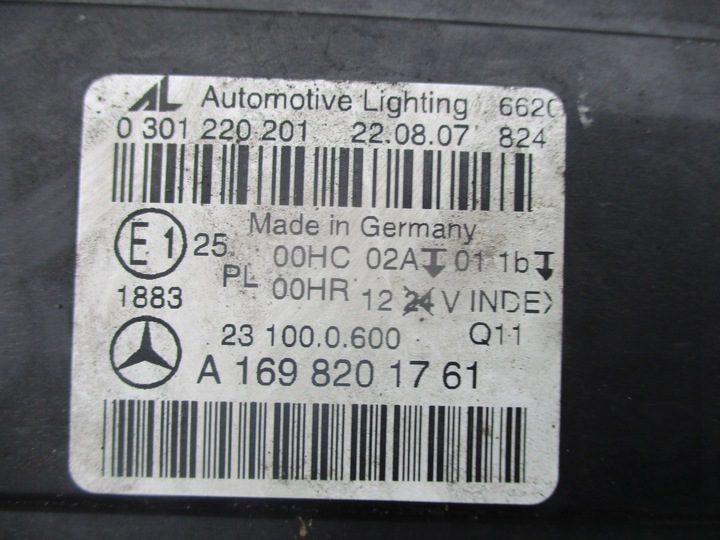 AL Automotive Lighting 6620
0 301 220 201 22.08.07 824
Made in Germany
E1 25 00HC 02A 01 1b
PL 00HR 12 24 V INDEX
1883
23 100.0.600 Q11
A 169 820 17 61